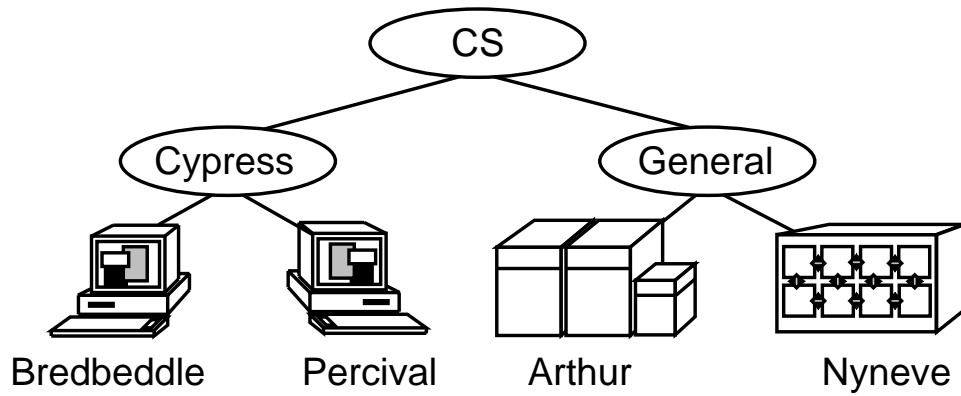 CS
Cypress
General
Bredbeddle
Percival
Arthur
Nyneve